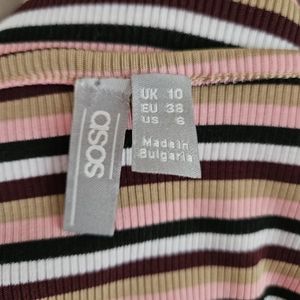 asos
UK 10
EU 38
US 6
Made in
Bulgaria